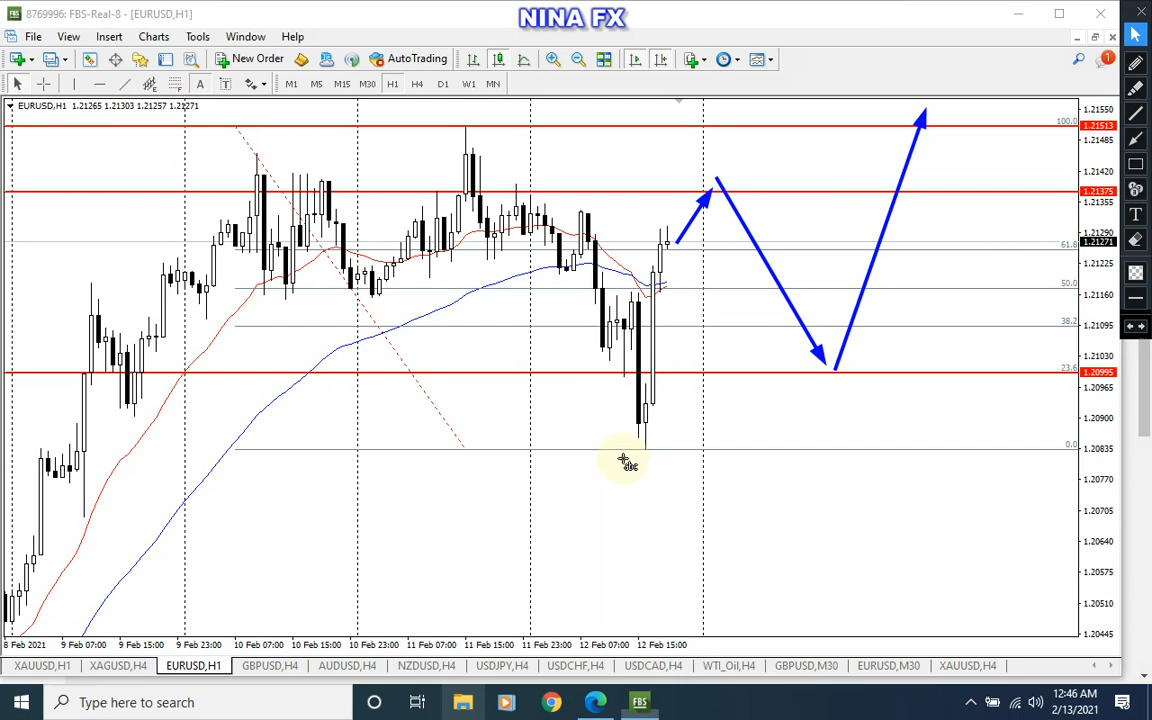 NINA FX
8769996: FBS-Real-8 - [EURUSD,H1]
File View Insert Charts Tools Window Help
New Order AutoTrading
A T M1 M5 M15 M30 H1 H4 D1 W1 MN
EURUSD,H1 1.21265 1.21303 1.21257 1.21271
1.21550
100.0 1.21513
1.21485
1.21420
1.21375
1.21355
1.21290
1.21271
61.8
1.21225
50.0
1.21160
38.2 1.21095
1.21030
23.6 1.20995
1.20965
1.20900
0.0 1.20835
1.20770
1.20705
1.20640
1.20575
1.20510
1.20445
8 Feb 2021 9 Feb 07:00 9 Feb 15:00 9 Feb 23:00 10 Feb 07:00 10 Feb 15:00 10 Feb 23:00 11 Feb 07:00 11 Feb 15:00 11 Feb 23:00 12 Feb 07:00 12 Feb 15:00
XAUUSD,H1 XAGUSD,H4 EURUSD,H1 GBPUSD,H4 AUDUSD,H4 NZDUSD,H4 USDJPY,H4 USDCHF,H4 USDCAD,H4 WTI_Oil,H4 GBPUSD,M30 EURUSD,M30 XAUUSD,H4
Type here to search
FBS
12:46 AM
2/13/2021